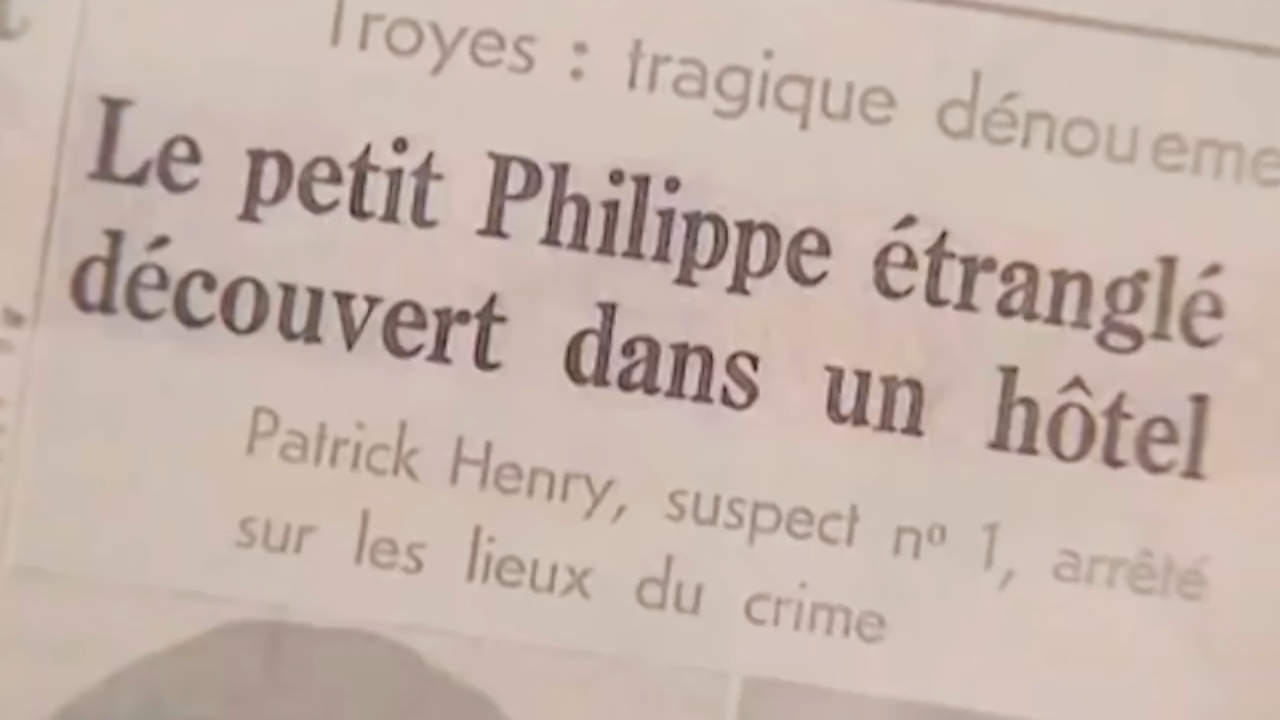 Troyes : tragique dénoueme
Le petit Philippe étranglé
découvert dans un hôtel
Patrick Henry, suspect nº 1, arrêté
sur les lieux du crime